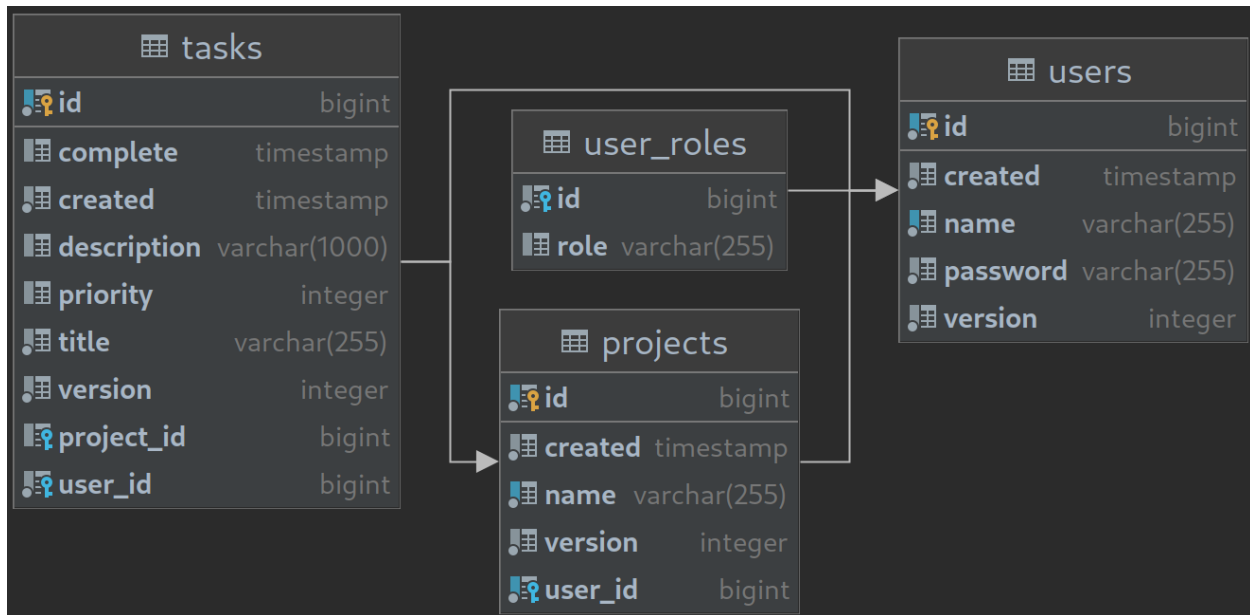 tasks
id bigint
complete timestamp
created timestamp
description varchar(1000)
priority integer
title varchar(255)
version integer
project_id bigint
user_id bigint
user_roles
id bigint
role varchar(255)
projects
id bigint
created timestamp
name varchar(255)
version integer
user_id bigint
users
id bigint
created timestamp
name varchar(255)
password varchar(255)
version integer